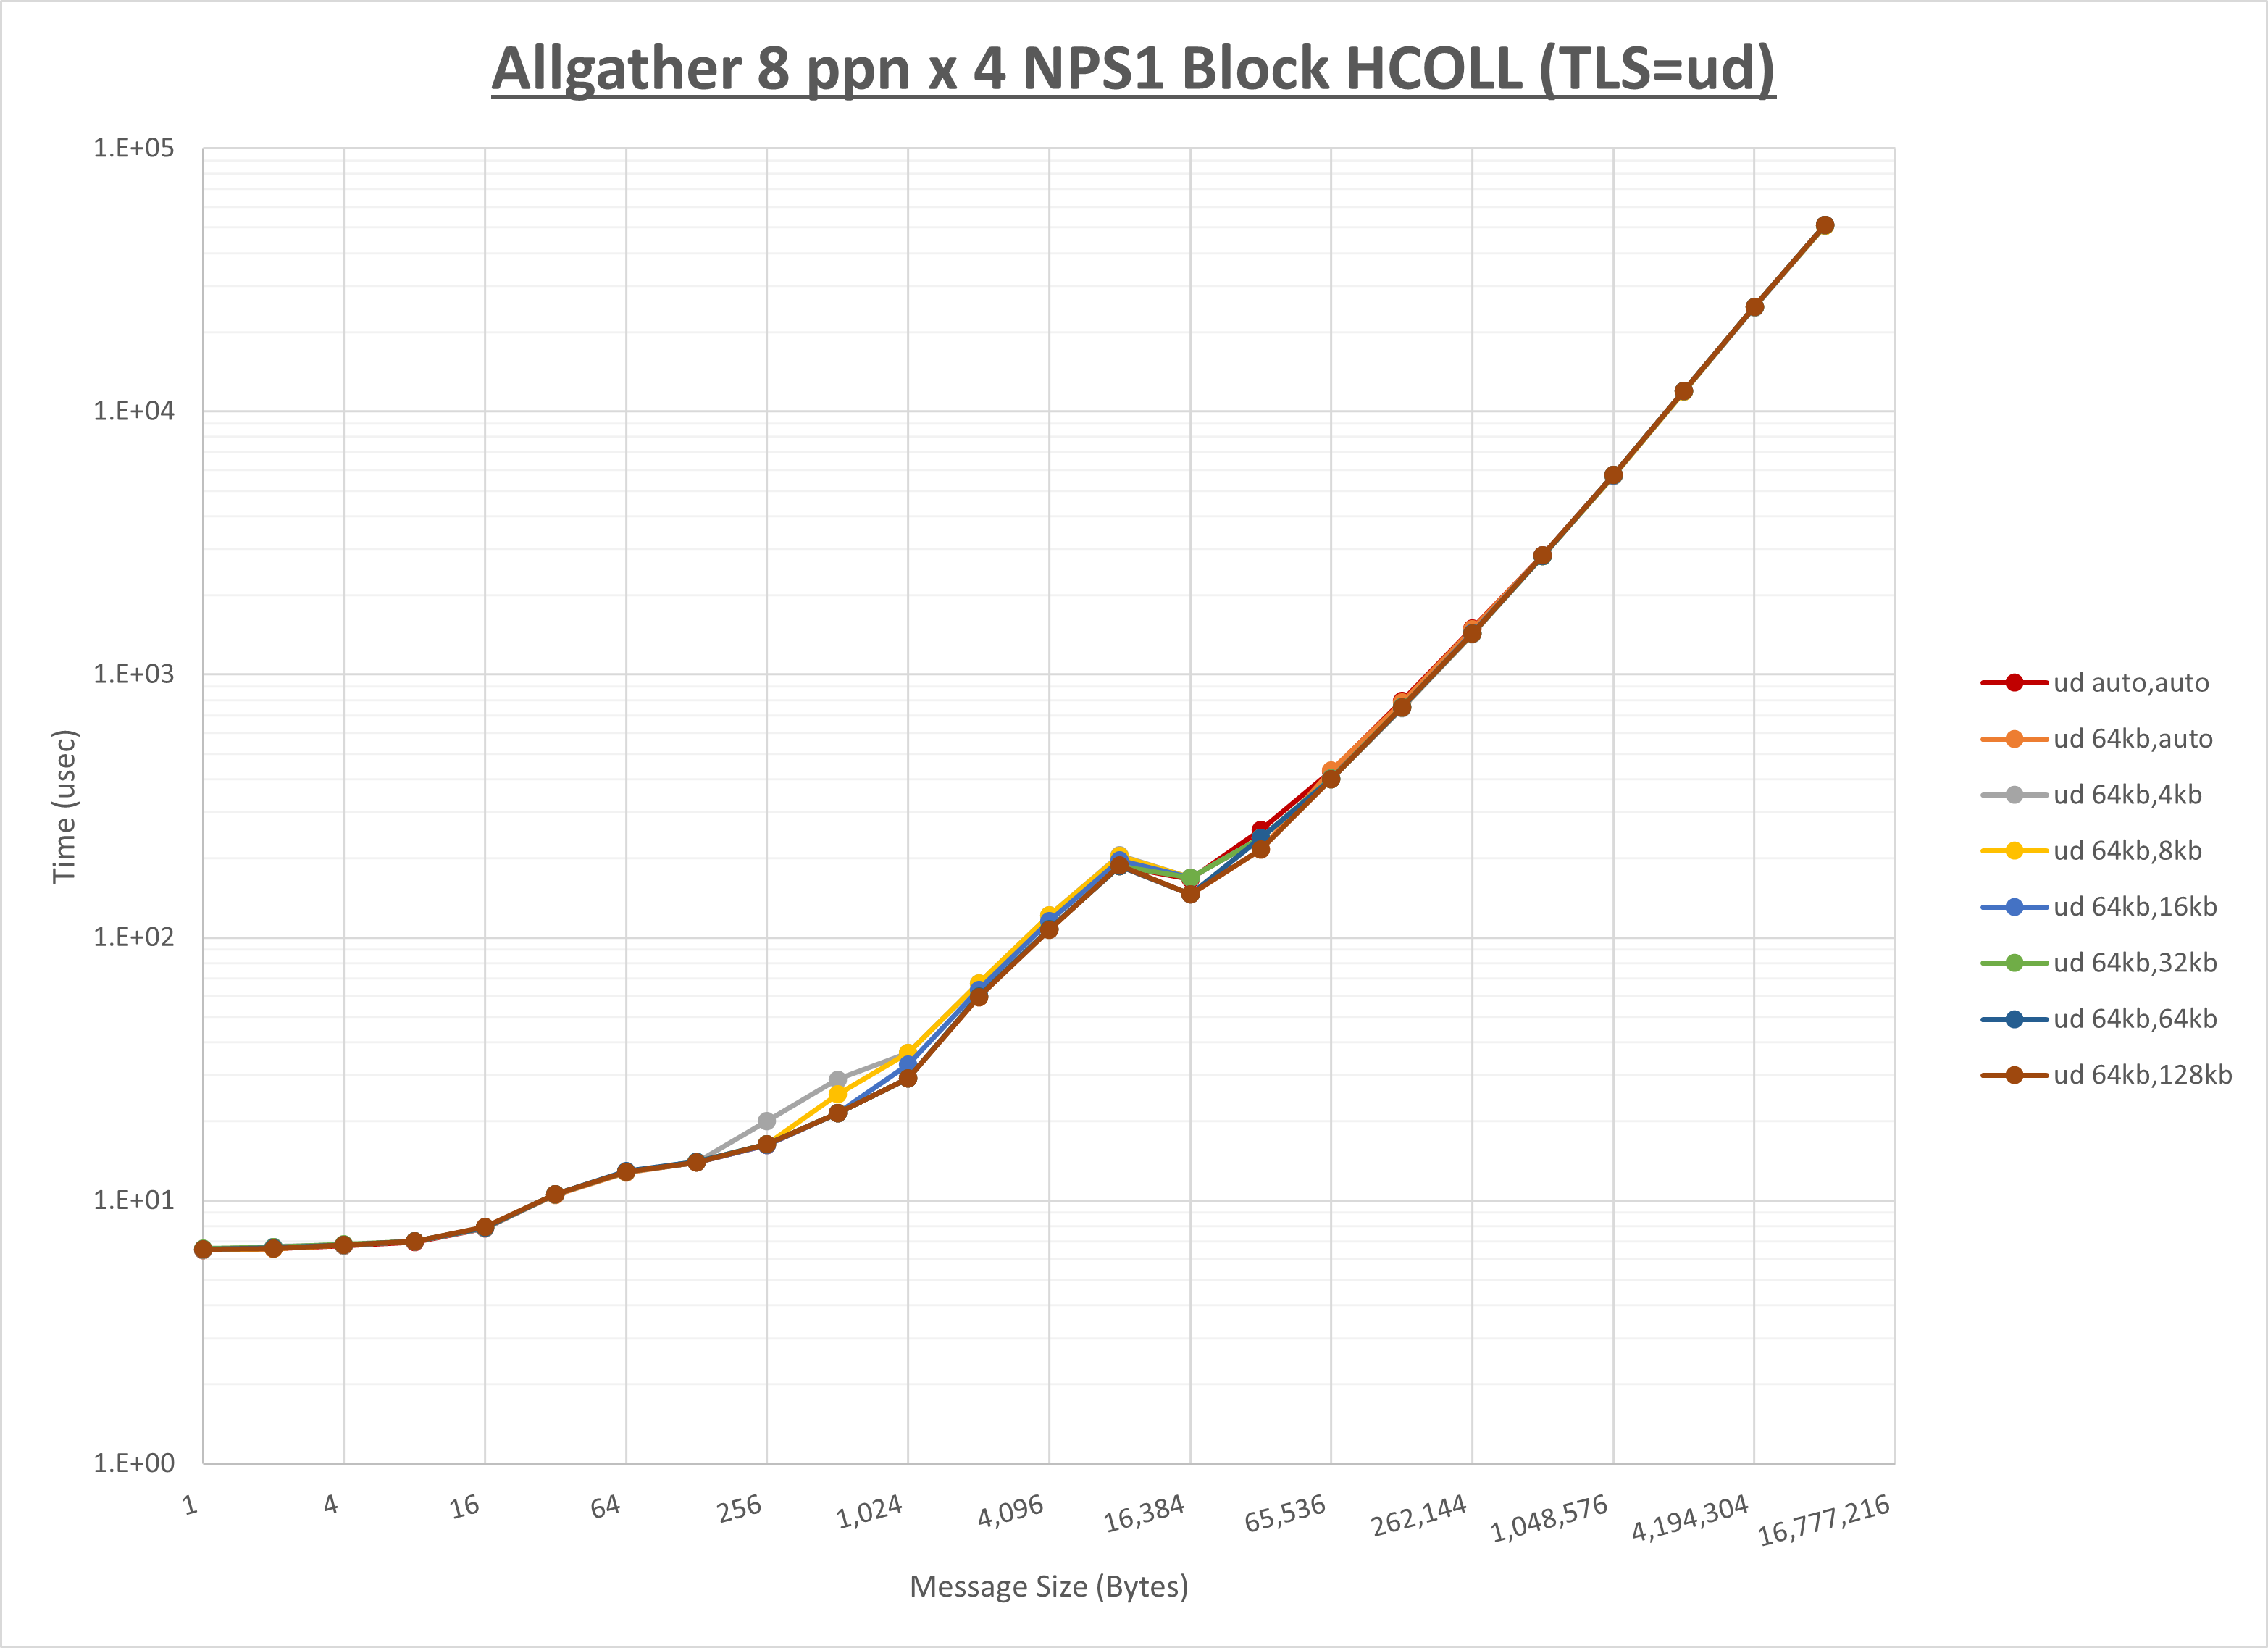 Allgather 8 ppn x 4 NPS1 Block HCOLL (TLS=ud)
1.E+05
1.E+04
1.E+03
1.E+02
1.E+01
1.E+00
Time (usec)
1
4
16
64
256
1,024
4,096
16,384
65,536
262,144
1,048,576
4,194,304
16,777,216
Message Size (Bytes)
ud auto,auto
ud 64kb,auto
ud 64kb,4kb
ud 64kb,8kb
ud 64kb,16kb
ud 64kb,32kb
ud 64kb,64kb
ud 64kb,128kb